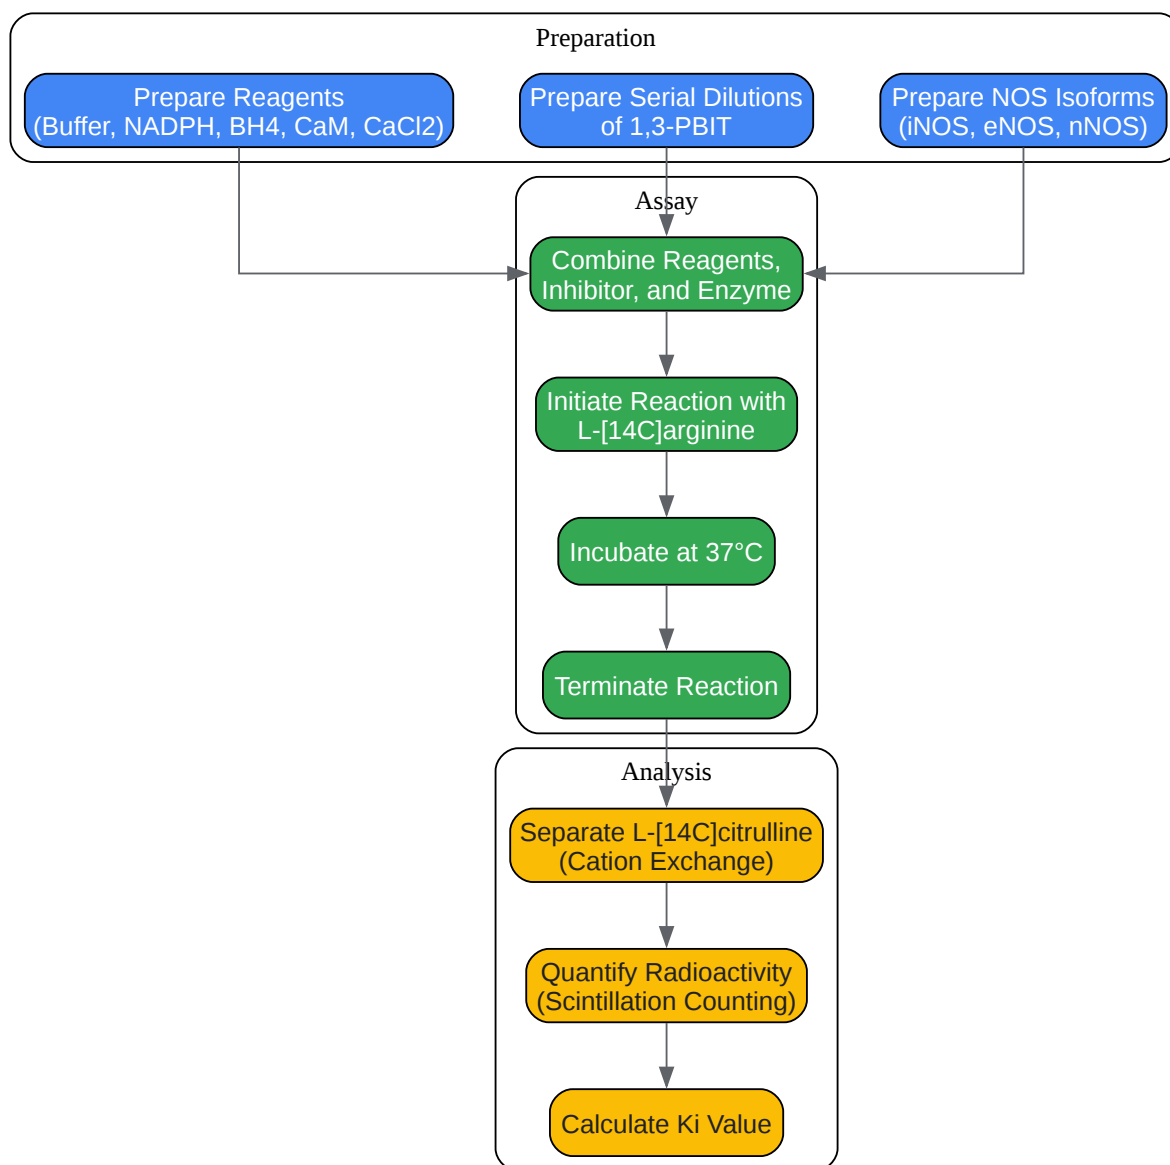 Preparation
Prepare Reagents
(Buffer, NADPH, BH4, CaM, CaCl2)
Prepare Serial Dilutions
of 1,3-PBIT
Prepare NOS Isoforms
(iNOS, eNOS, nNOS)
Assay
Combine Reagents,
Inhibitor, and Enzyme
Initiate Reaction with
L-[14C]arginine
Incubate at 37°C
Terminate Reaction
Analysis
Separate L-[14C]citrulline
(Cation Exchange)
Quantify Radioactivity
(Scintillation Counting)
Calculate Ki Value